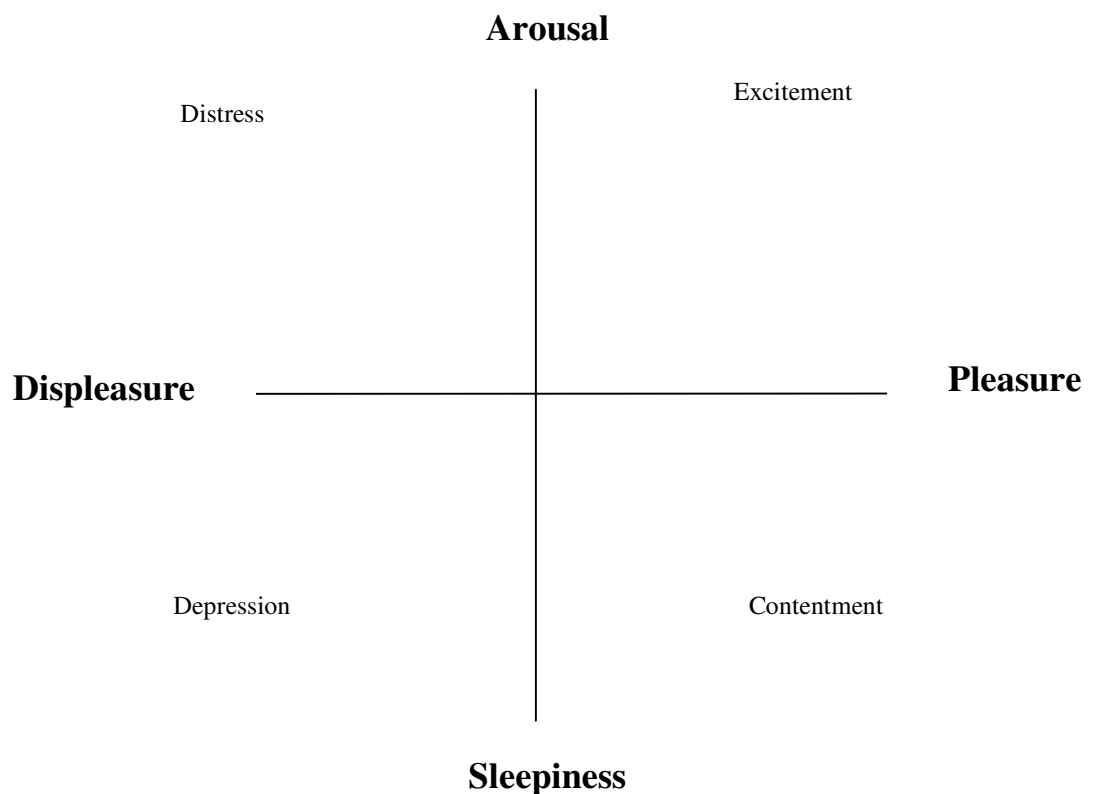 Arousal
Excitement
Distress
Pleasure
Displeasure
Depression
Contentment
Sleepiness